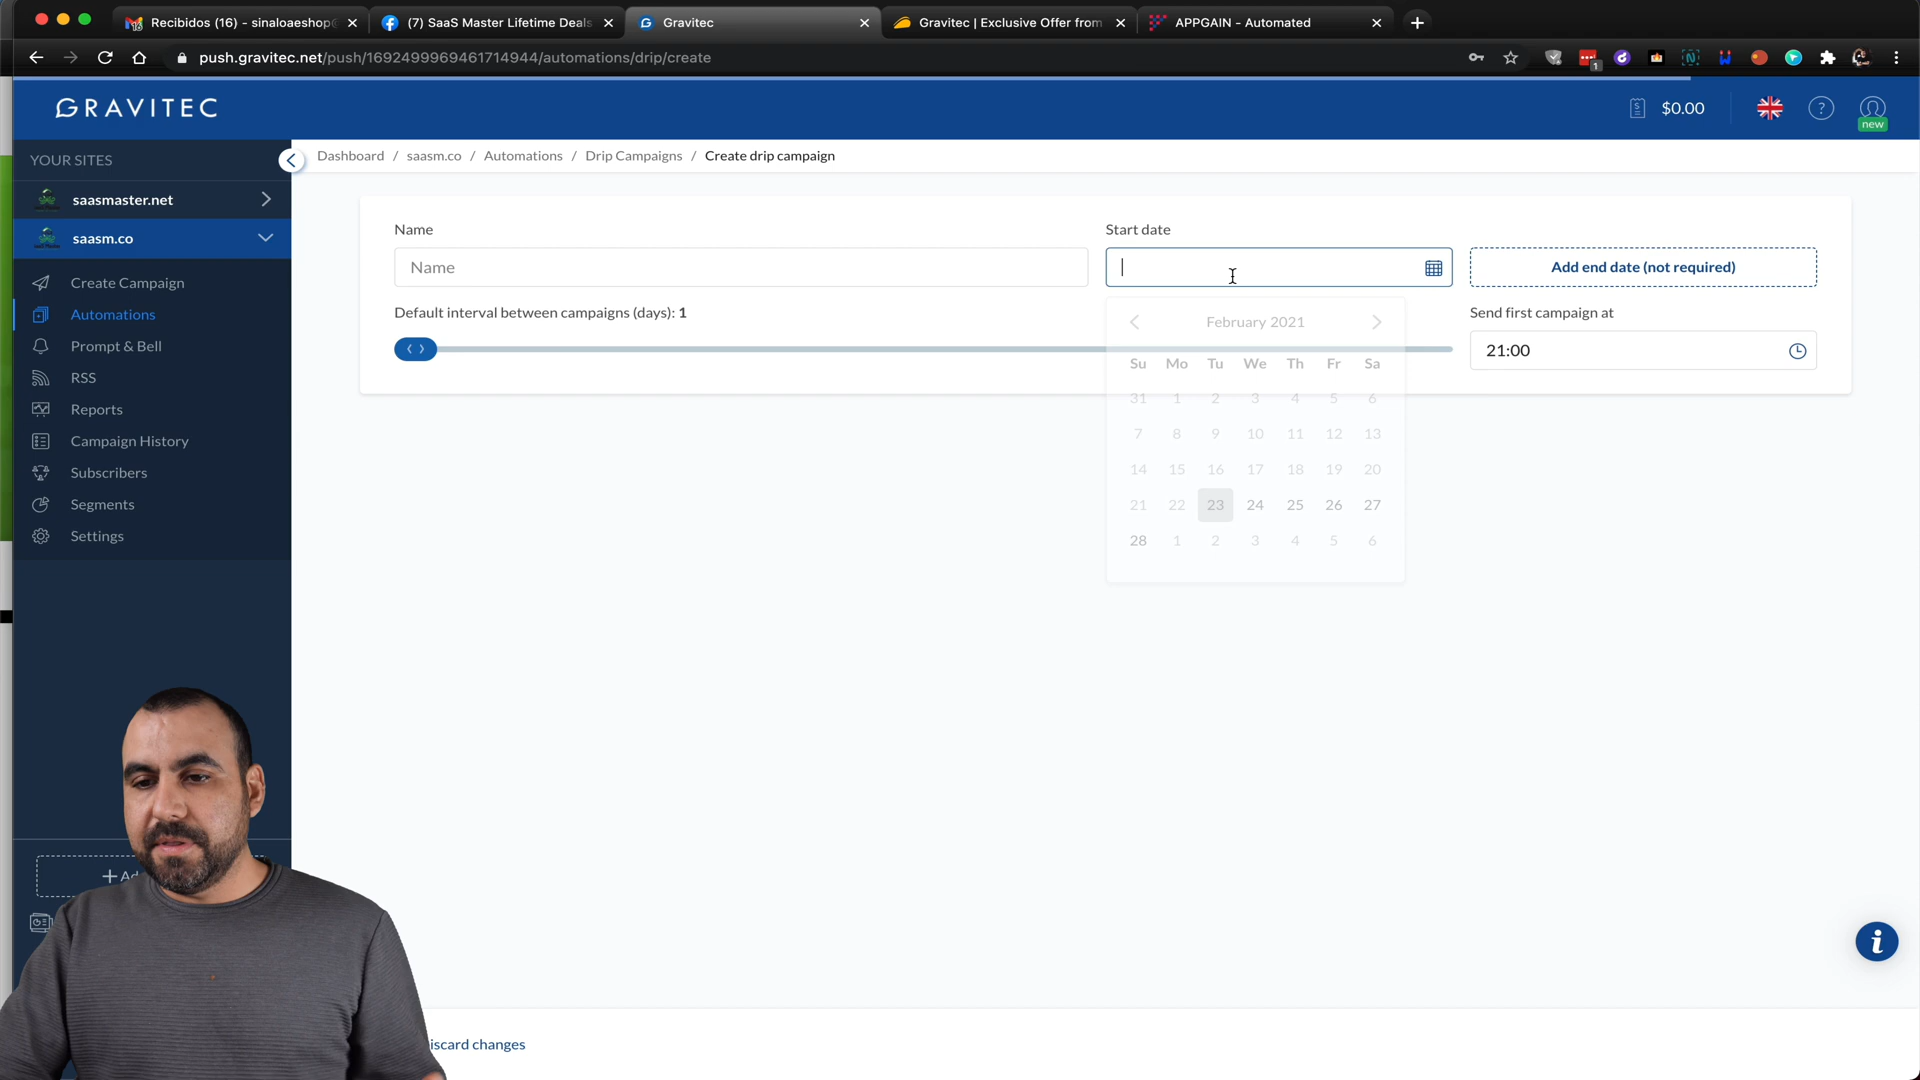 Recibidos (16) - sinaloaeshop@
(7) SaaS Master Lifetime Deals
Gravitec
Gravitec | Exclusive Offer from
APPGAIN - Automated
push.gravitec.net/push/1692499969461714944/automations/drip/create
1
GRAVITEC
$0.00
?
new
YOUR SITES
saasmaster.net
saasm.co
Create Campaign
Automations
Prompt & Bell
RSS
Reports
Campaign History
Subscribers
Segments
Settings
Dashboard / saasm.co / Automations / Drip Campaigns / Create drip campaign
Name
Name
Start date
Add end date (not required)
Default interval between campaigns (days): 1
Send first campaign at
21:00
February 2021
Su Mo Tu We Th Fr Sa
31 1 2 3 4 5 6
7 8 9 10 11 12 13
14 15 16 17 18 19 20
21 22 23 24 25 26 27
28 1 2 3 4 5 6
i
changes